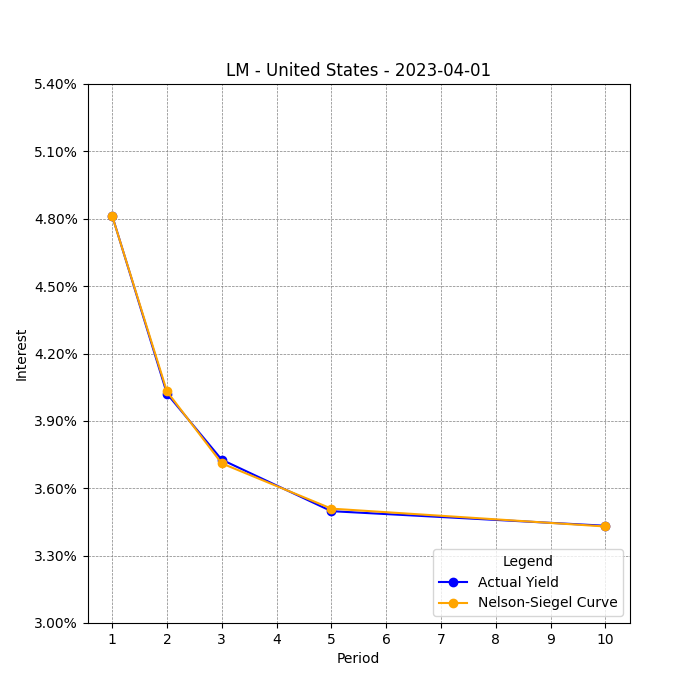 LM - United States - 2023-04-01
5.40%
5.10%
4.80%
4.50%
4.20%
3.90%
3.60%
3.30%
3.00%
Interest
Legend
Actual Yield
Nelson-Siegel Curve
1 2 3 4 5 6 7 8 9 10
Period